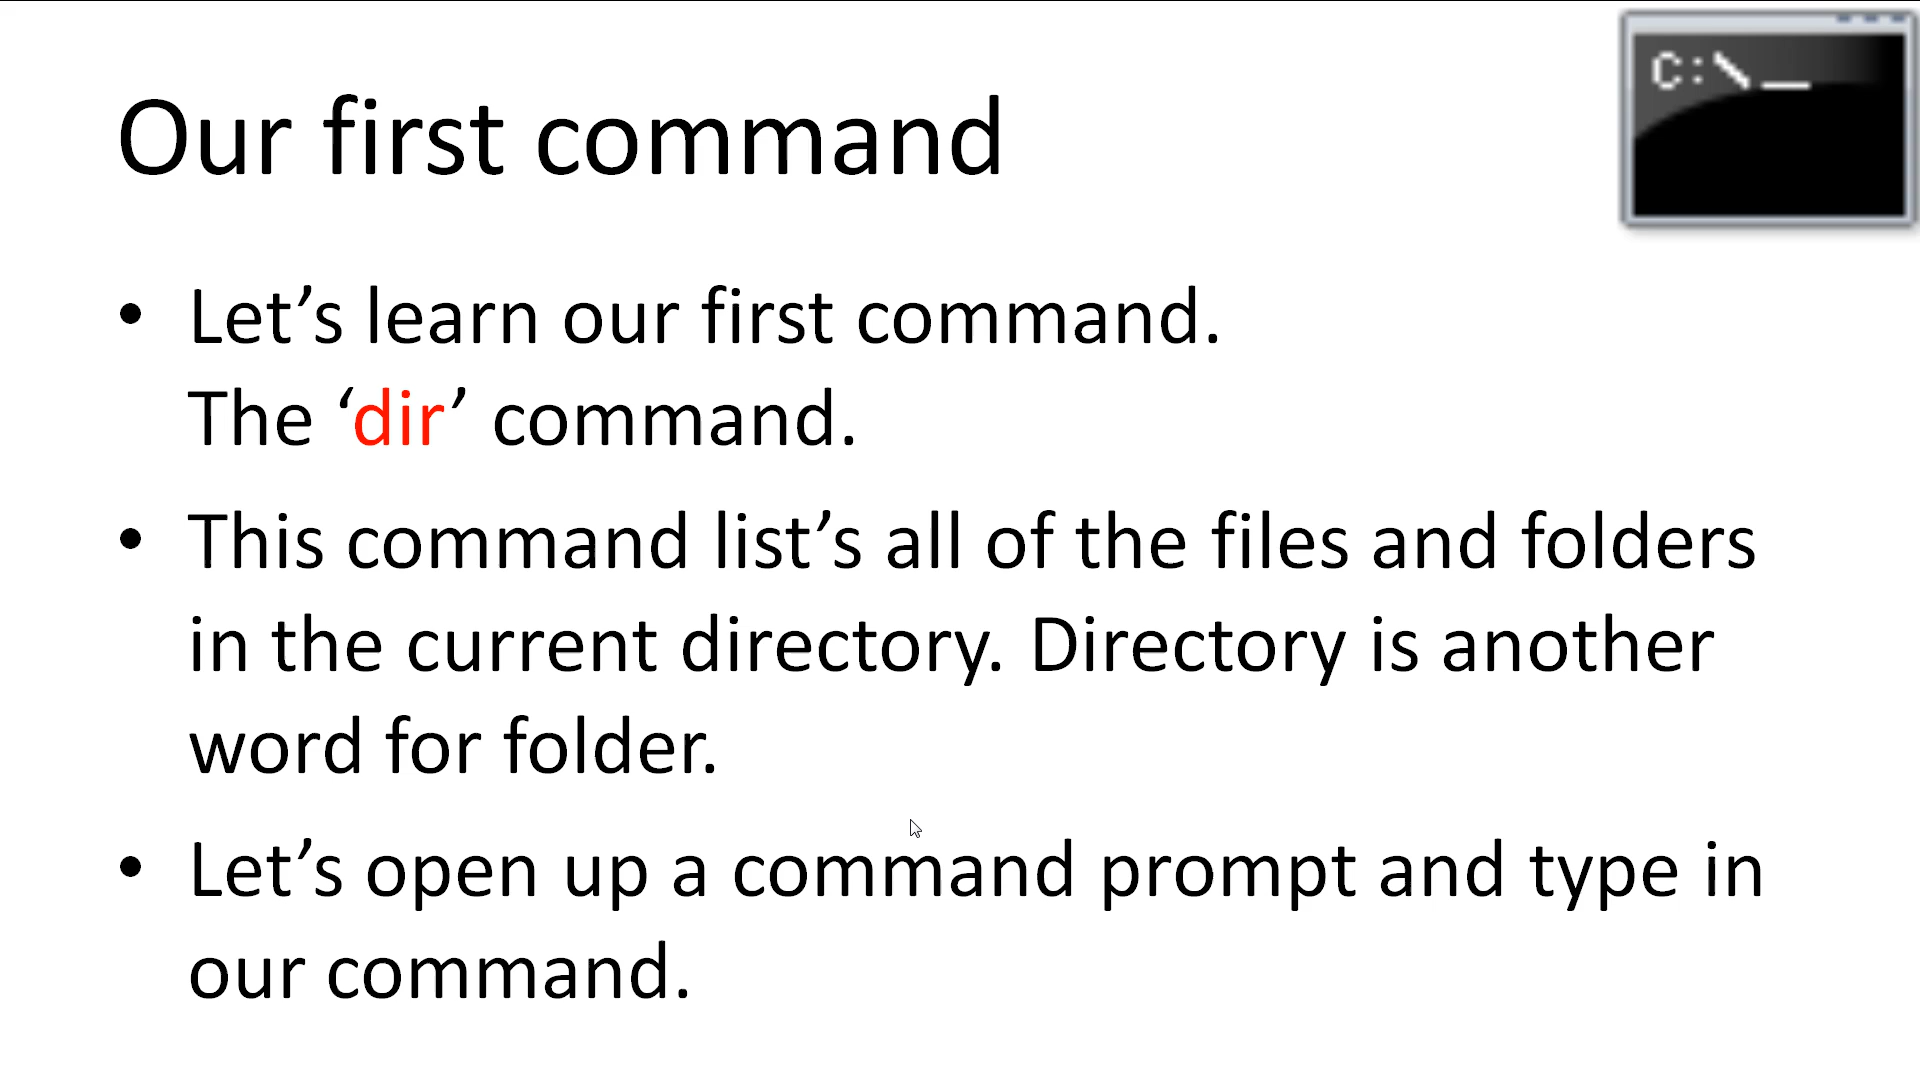 C:\_
Our first command
• Let’s learn our first command.
The ‘dir’ command.
• This command list’s all of the files and folders
in the current directory. Directory is another
word for folder.
• Let’s open up a command prompt and type in
our command.